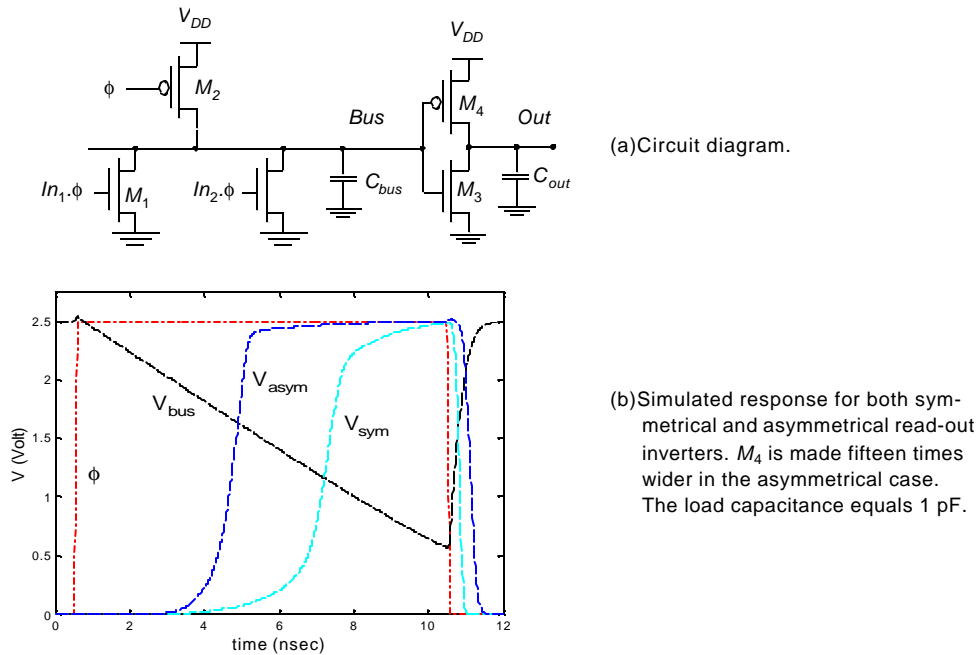 V_DD
V_DD
ϕ
M_2
M_4
Bus
Out
In_1.ϕ
M_1
In_2.ϕ
C_bus
M_3
C_out
(a)Circuit diagram.
2.5
2
1.5
1
0.5
0
V (Volt)
V_asym
V_bus
V_sym
ϕ
0
2
4
6
8
10
12
time (nsec)
(b)Simulated response for both sym-
metrical and asymmetrical read-out
inverters. M_4 is made fifteen times
wider in the asymmetrical case.
The load capacitance equals 1 pF.